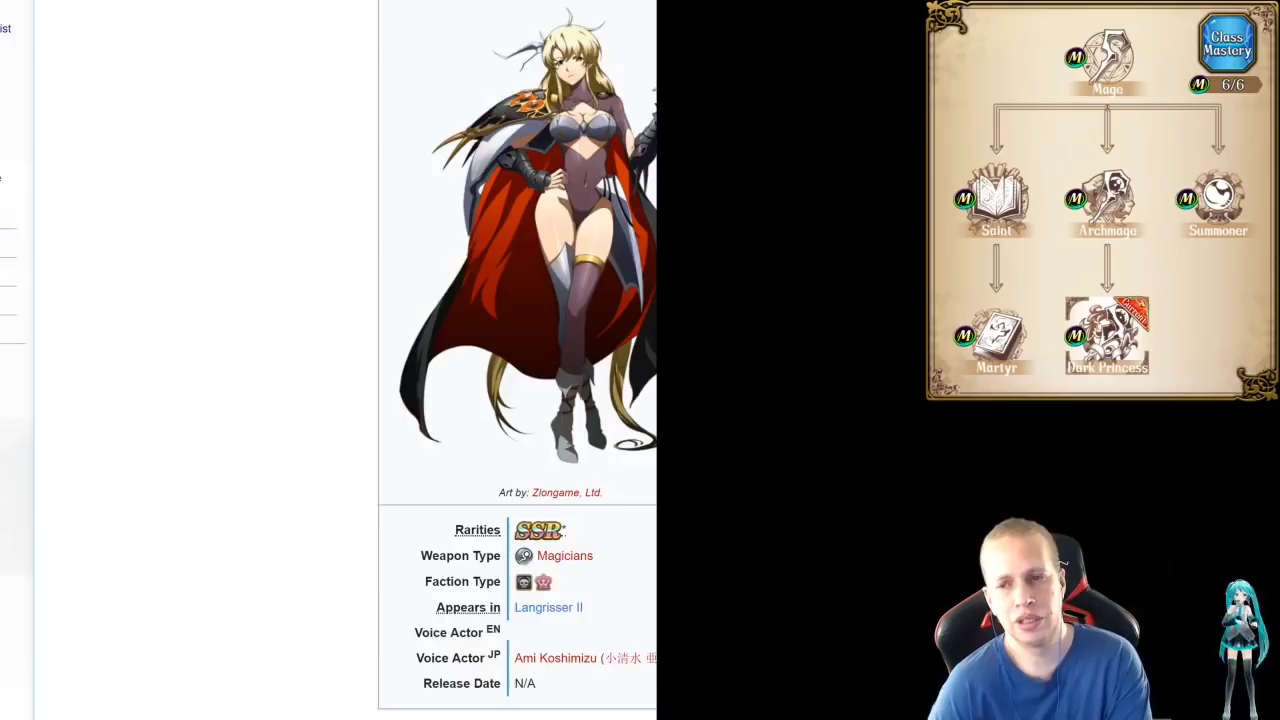 ist
e
Art by: Zlongame, Ltd.
Rarities SSR*
Weapon Type Magicians
Faction Type
Appears in Langrisser II
Voice Actor EN
Voice Actor JP Ami Koshimizu (小清水 亜
Release Date N/A
Class
Mastery
M 6/6
M
Mage
M M M
Saint Archmage Summoner
Current
M M
Martyr Dark Princess